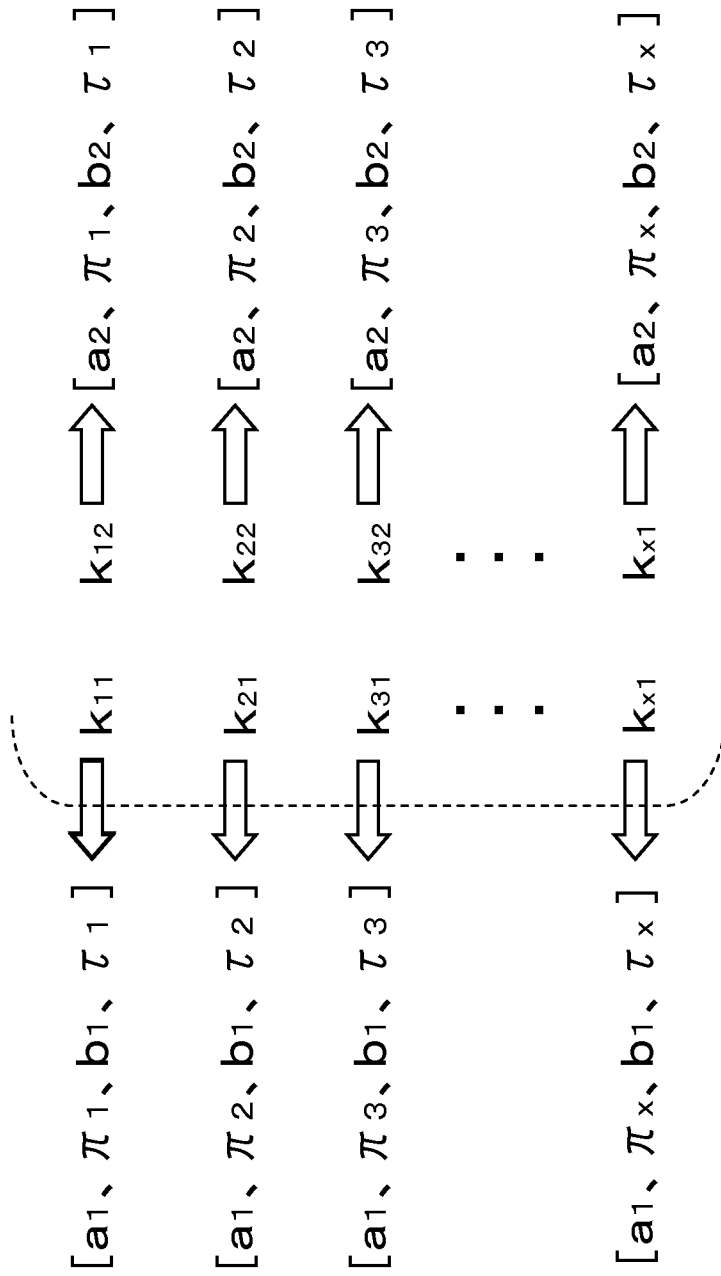 [a1、π1、b1、τ1] k11 k12 [a2、π1、b2、τ1]
[a1、π2、b1、τ2] k21 k22 [a2、π2、b2、τ2]
[a1、π3、b1、τ3] k31 k32 [a2、π3、b2、τ3]
[a1、πx、b1、τx] kx1 kx1 [a2、πx、b2、τx]